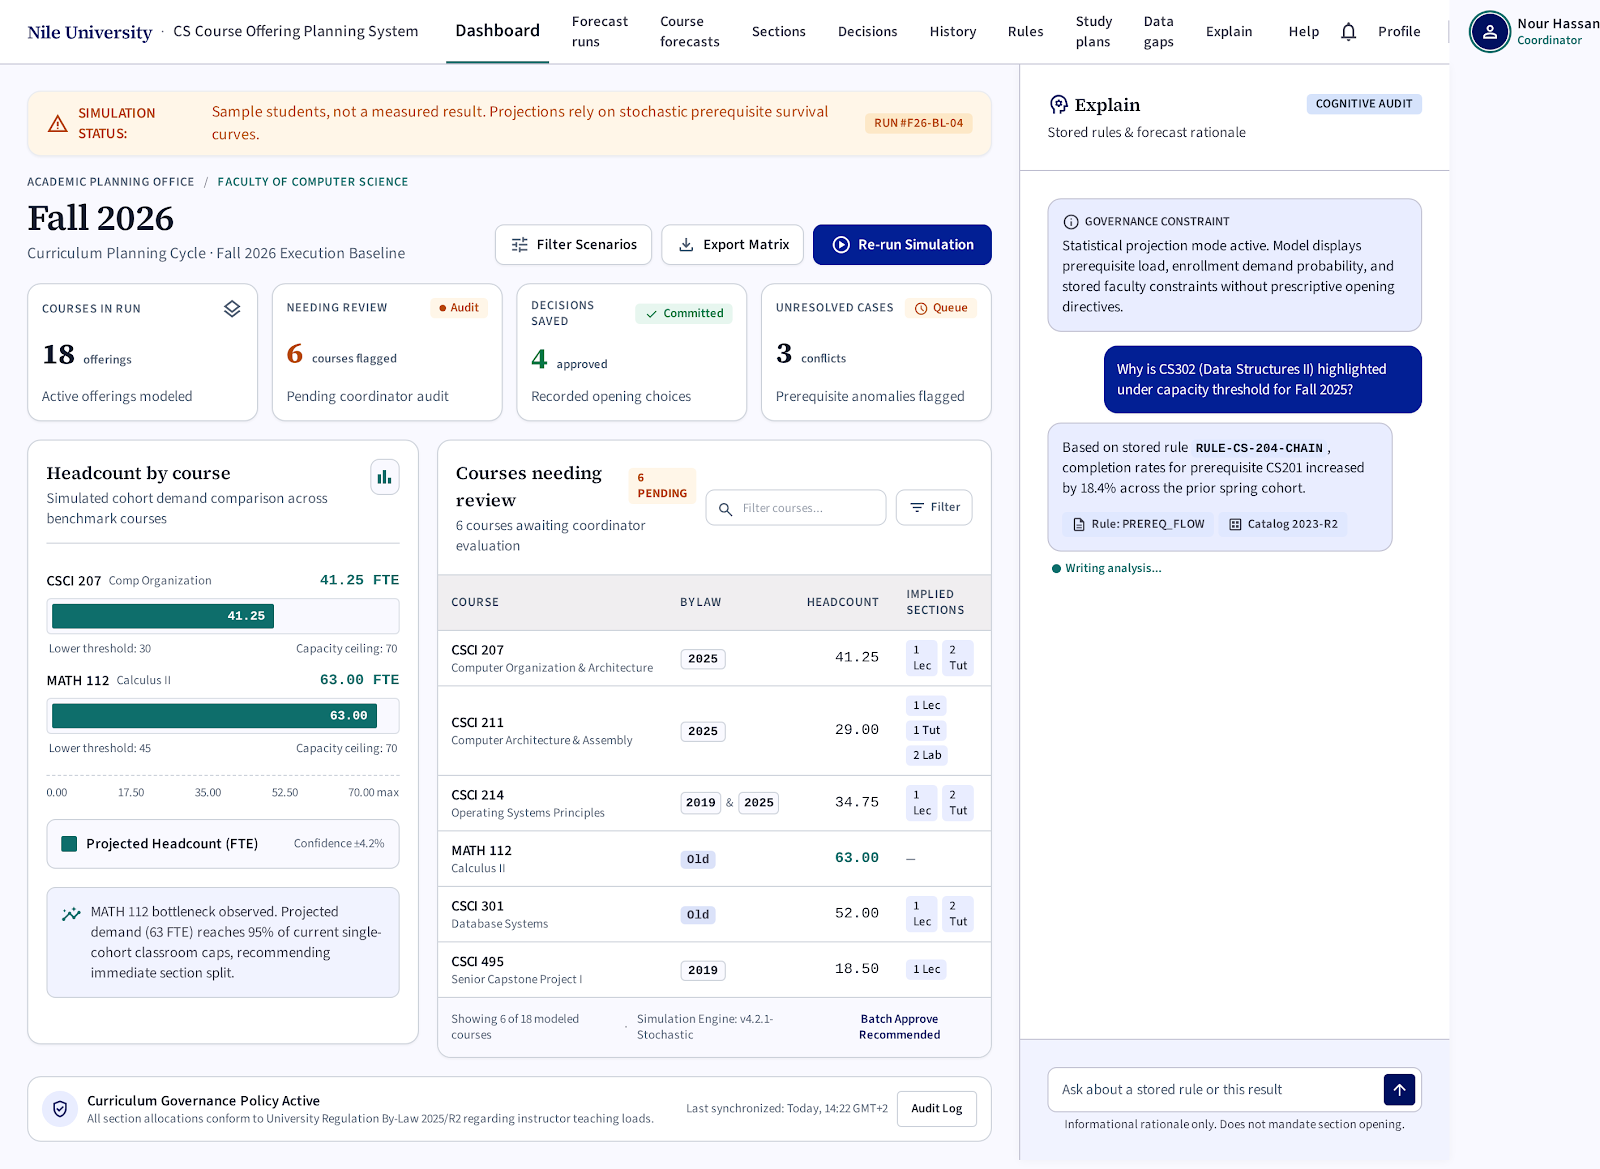 Nile University · CS Course Offering Planning System
Dashboard
Forecast runs
Course forecasts
Sections
Decisions
History
Rules
Study plans
Data gaps
Explain
Help
Profile
Nour Hassan
Coordinator
SIMULATION STATUS:
Sample students, not a measured result. Projections rely on stochastic prerequisite survival
curves.
RUN #F26-BL-04
ACADEMIC PLANNING OFFICE / FACULTY OF COMPUTER SCIENCE
Fall 2026
Curriculum Planning Cycle · Fall 2026 Execution Baseline
Filter Scenarios
Export Matrix
Re-run Simulation
COURSES IN RUN
18 offerings
Active offerings modeled
NEEDING REVIEW
Audit
6 courses flagged
Pending coordinator audit
DECISIONS SAVED
Committed
4 approved
Recorded opening choices
UNRESOLVED CASES
Queue
3 conflicts
Prerequisite anomalies flagged
Headcount by course
Simulated cohort demand comparison across
benchmark courses
CSCI 207 Comp Organization 41.25 FTE
41.25
Lower threshold: 30 Capacity ceiling: 70
MATH 112 Calculus II 63.00 FTE
63.00
Lower threshold: 45 Capacity ceiling: 70
0.00 17.50 35.00 52.50 70.00 max
Projected Headcount (FTE) Confidence ±4.2%
MATH 112 bottleneck observed. Projected
demand (63 FTE) reaches 95% of current single-
cohort classroom caps, recommending
immediate section split.
Courses needing
review
6 PENDING
6 courses awaiting coordinator
evaluation
Filter courses...
Filter
COURSE BYLAW HEADCOUNT IMPLIED SECTIONS
CSCI 207 2025 41.25 1 Lec 2 Tut
Computer Organization & Architecture
CSCI 211 2025 29.00 1 Lec 1 Tut 2 Lab
Computer Architecture & Assembly
CSCI 214 2019 & 2025 34.75 1 Lec 2 Tut
Operating Systems Principles
MATH 112 Old 63.00 —
Calculus II
CSCI 301 Old 52.00 1 Lec 2 Tut
Database Systems
CSCI 495 2019 18.50 1 Lec
Senior Capstone Project I
Showing 6 of 18 modeled
courses
· Simulation Engine: v4.2.1-
Stochastic
Batch Approve
Recommended
Curriculum Governance Policy Active
All section allocations conform to University Regulation By-Law 2025/R2 regarding instructor teaching loads.
Last synchronized: Today, 14:22 GMT+2
Audit Log
Explain
COGNITIVE AUDIT
Stored rules & forecast rationale
GOVERNANCE CONSTRAINT
Statistical projection mode active. Model displays
prerequisite load, enrollment demand probability, and
stored faculty constraints without prescriptive opening
directives.
Why is CS302 (Data Structures II) highlighted
under capacity threshold for Fall 2025?
Based on stored rule RULE-CS-204-CHAIN ,
completion rates for prerequisite CS201 increased
by 18.4% across the prior spring cohort.
Rule: PREREQ_FLOW
Catalog 2023-R2
Writing analysis...
Ask about a stored rule or this result
Informational rationale only. Does not mandate section opening.